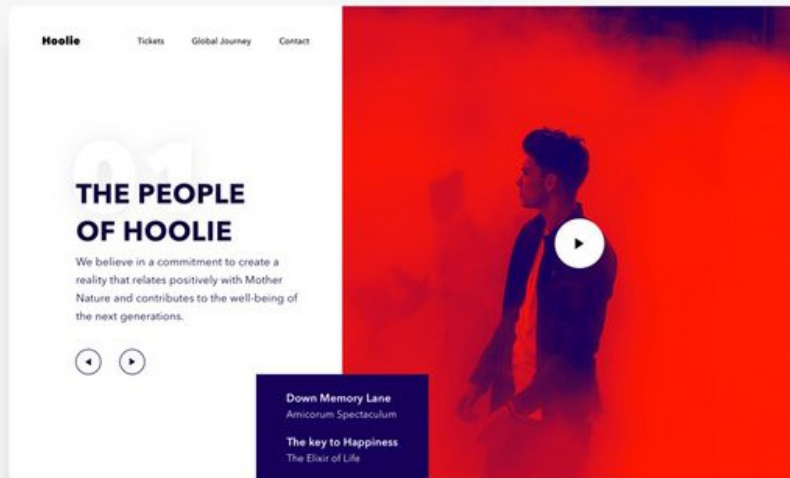 Hoolie
Tickets
Global Journey
Contact
01
THE PEOPLE
OF HOOLIE
We believe in a commitment to create a
reality that relates positively with Mother
Nature and contributes to the well-being of
the next generations.
Down Memory Lane
Amicorum Spectaculum
The key to Happiness
The Elixir of Life